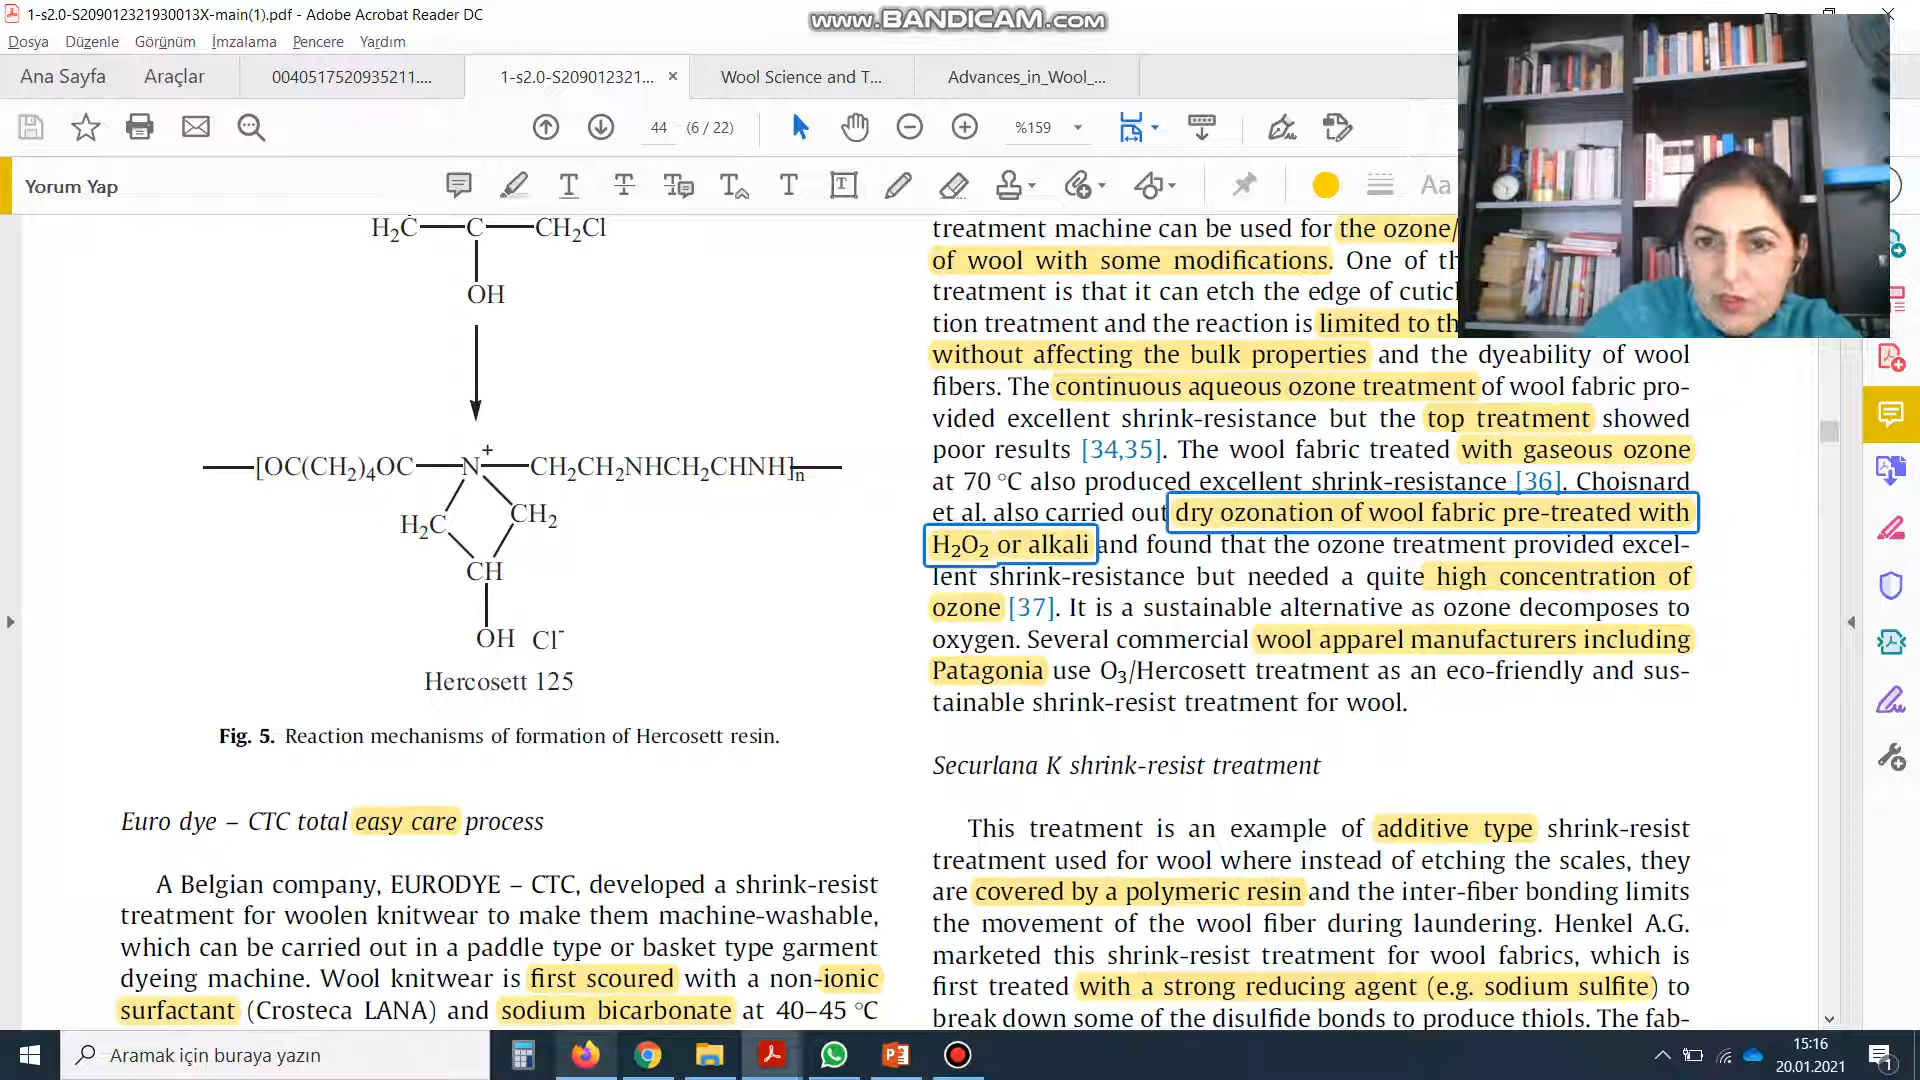 1-s2.0-S209012321930013X-main(1).pdf - Adobe Acrobat Reader DC
www.BANDICAM.com
Dosya Düzenle Görünüm İmzalama Pencere Yardım
Ana Sayfa Araçlar 0040517520935211.... 1-s2.0-S209012321... Wool Science and T... Advances_in_Wool_...
44 (6 / 22) %159
Yorum Yap
Aa
H₂C C CH₂Cl
OH
[OC(CH₂)₄OC N⁺ CH₂CH₂NHCH₂CHNH]ₙ
H₂C CH₂
CH
OH Cl⁻
Hercosett 125
Fig. 5. Reaction mechanisms of formation of Hercosett resin.
Euro dye – CTC total easy care process
A Belgian company, EURODYE – CTC, developed a shrink-resist
treatment for woolen knitwear to make them machine-washable,
which can be carried out in a paddle type or basket type garment
dyeing machine. Wool knitwear is first scoured with a non-ionic
surfactant (Crosteca LANA) and sodium bicarbonate at 40–45 °C
treatment machine can be used for the ozone/
of wool with some modifications. One of
treatment is that it can etch the edge of
tion treatment and the reaction is limited to
without affecting the bulk properties and the dyeability of wool
fibers. The continuous aqueous ozone treatment of wool fabric pro-
vided excellent shrink-resistance but the top treatment showed
poor results [34,35]. The wool fabric treated with gaseous ozone
at 70 °C also produced excellent shrink-resistance [36]. Choisnard
et al. also carried out dry ozonation of wool fabric pre-treated with
H₂O₂ or alkali and found that the ozone treatment provided excel-
lent shrink-resistance but needed a quite high concentration of
ozone [37]. It is a sustainable alternative as ozone decomposes to
oxygen. Several commercial wool apparel manufacturers including
Patagonia use O₃/Hercosett treatment as an eco-friendly and sus-
tainable shrink-resist treatment for wool.
Securlana K shrink-resist treatment
This treatment is an example of additive type shrink-resist
treatment used for wool where instead of etching the scales, they
are covered by a polymeric resin and the inter-fiber bonding limits
the movement of the wool fiber during laundering. Henkel A.G.
marketed this shrink-resist treatment for wool fabrics, which is
first treated with a strong reducing agent (e.g. sodium sulfite) to
break down some of the disulfide bonds to produce thiols. The fab-
Aramak için buraya yazın
15:16
20.01.2021
1